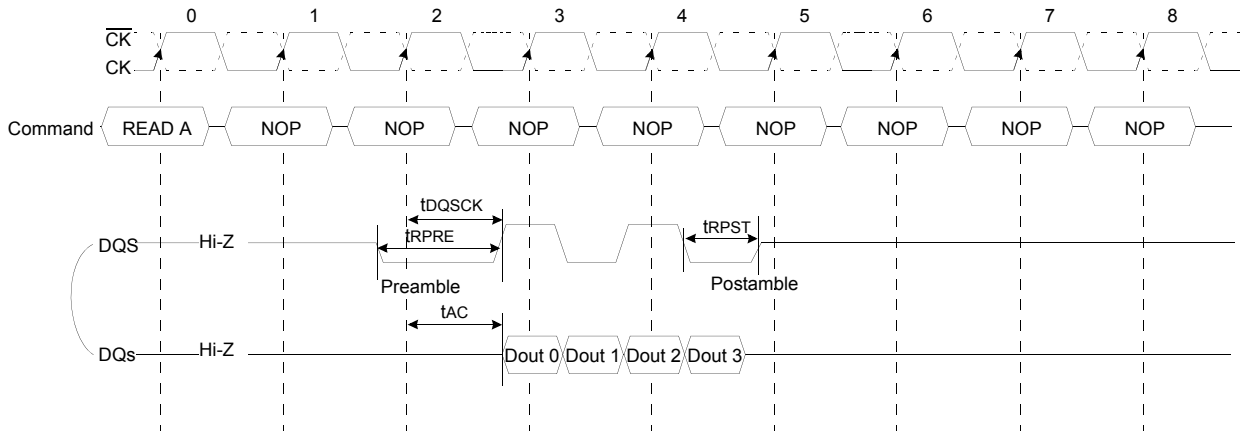 0 1 2 3 4 5 6 7 8
CK
CK
Command READ A NOP NOP NOP NOP NOP NOP NOP NOP
tDQSCK
tRPRE tRPST
DQS Hi-Z
Preamble Postamble
tAC
DQs Hi-Z Dout 0 Dout 1 Dout 2 Dout 3